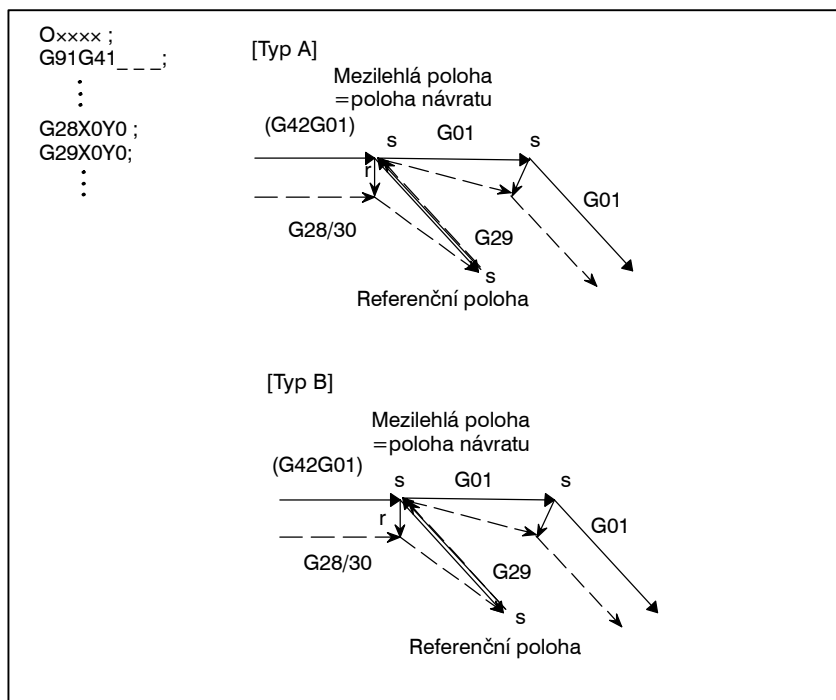 O×××× ;
G91G41_ _ _;
G28X0Y0 ;
G29X0Y0;
[Typ A]
Mezilehlá poloha
=poloha návratu
(G42G01)
s
G01
s
r
G01
G28/30
G29
s
Referenční poloha
[Typ B]
Mezilehlá poloha
=poloha návratu
(G42G01)
s
G01
s
r
G01
G28/30
G29
s
Referenční poloha